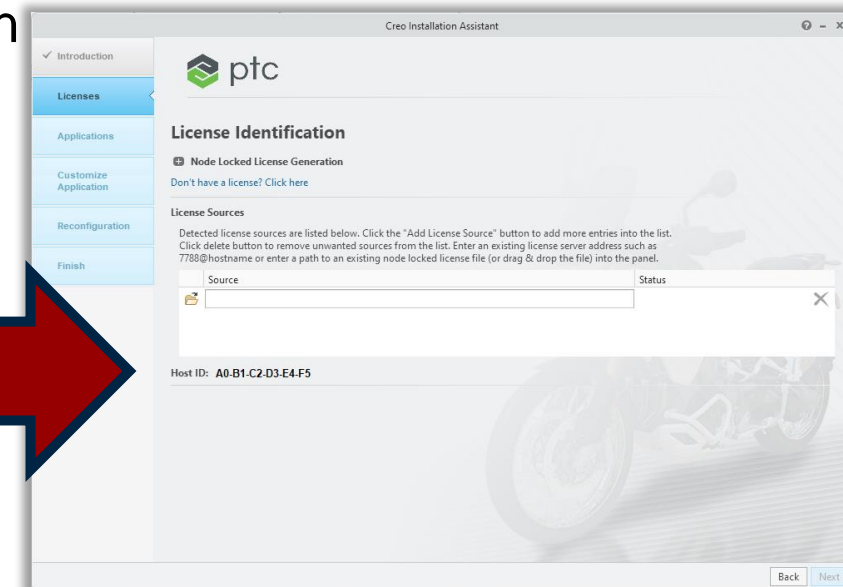 n
Creo Installation Assistant
Introduction
Licenses
Applications
Customize
Application
Reconfiguration
Finish
ptc
License Identification
Node Locked License Generation
Don't have a license? Click here
License Sources
Detected license sources are listed below. Click the "Add License Source" button to add more entries into the list.
Click delete button to remove unwanted sources from the list. Enter an existing license server address such as
7788@hostname or enter a path to an existing node locked license file (or drag & drop the file) into the panel.
Source Status
Host ID: A0-B1-C2-D3-E4-F5
Back Next